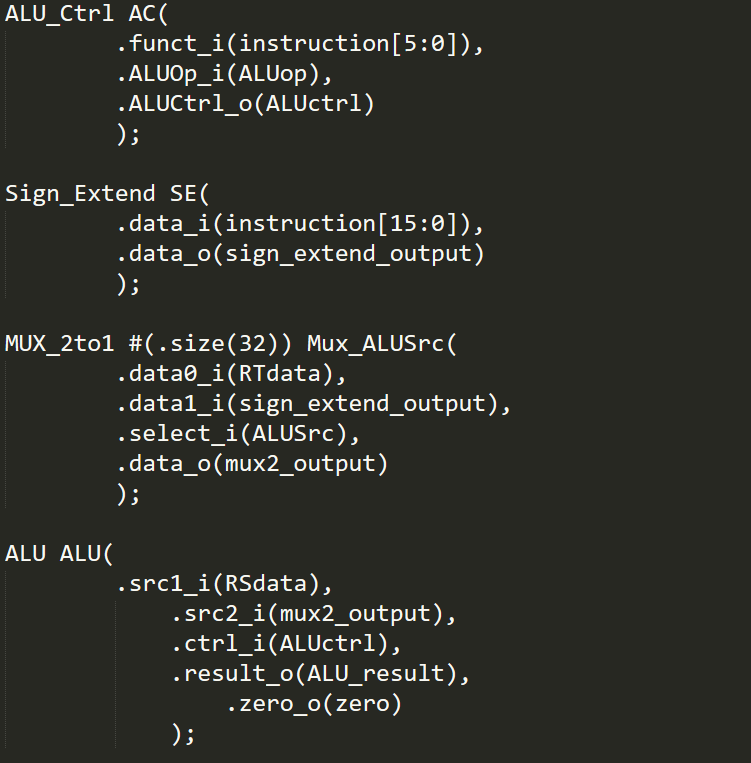 ALU_Ctrl AC(
        .funct_i(instruction[5:0]),
        .ALUOp_i(ALUop),
        .ALUCtrl_o(ALUctrl)
        );

Sign_Extend SE(
        .data_i(instruction[15:0]),
        .data_o(sign_extend_output)
        );

MUX_2to1 #(.size(32)) Mux_ALUSrc(
        .data0_i(RTdata),
        .data1_i(sign_extend_output),
        .select_i(ALUSrc),
        .data_o(mux2_output)
        );

ALU ALU(
        .src1_i(RSdata),
            .src2_i(mux2_output),
            .ctrl_i(ALUctrl),
            .result_o(ALU_result),
                .zero_o(zero)
            );